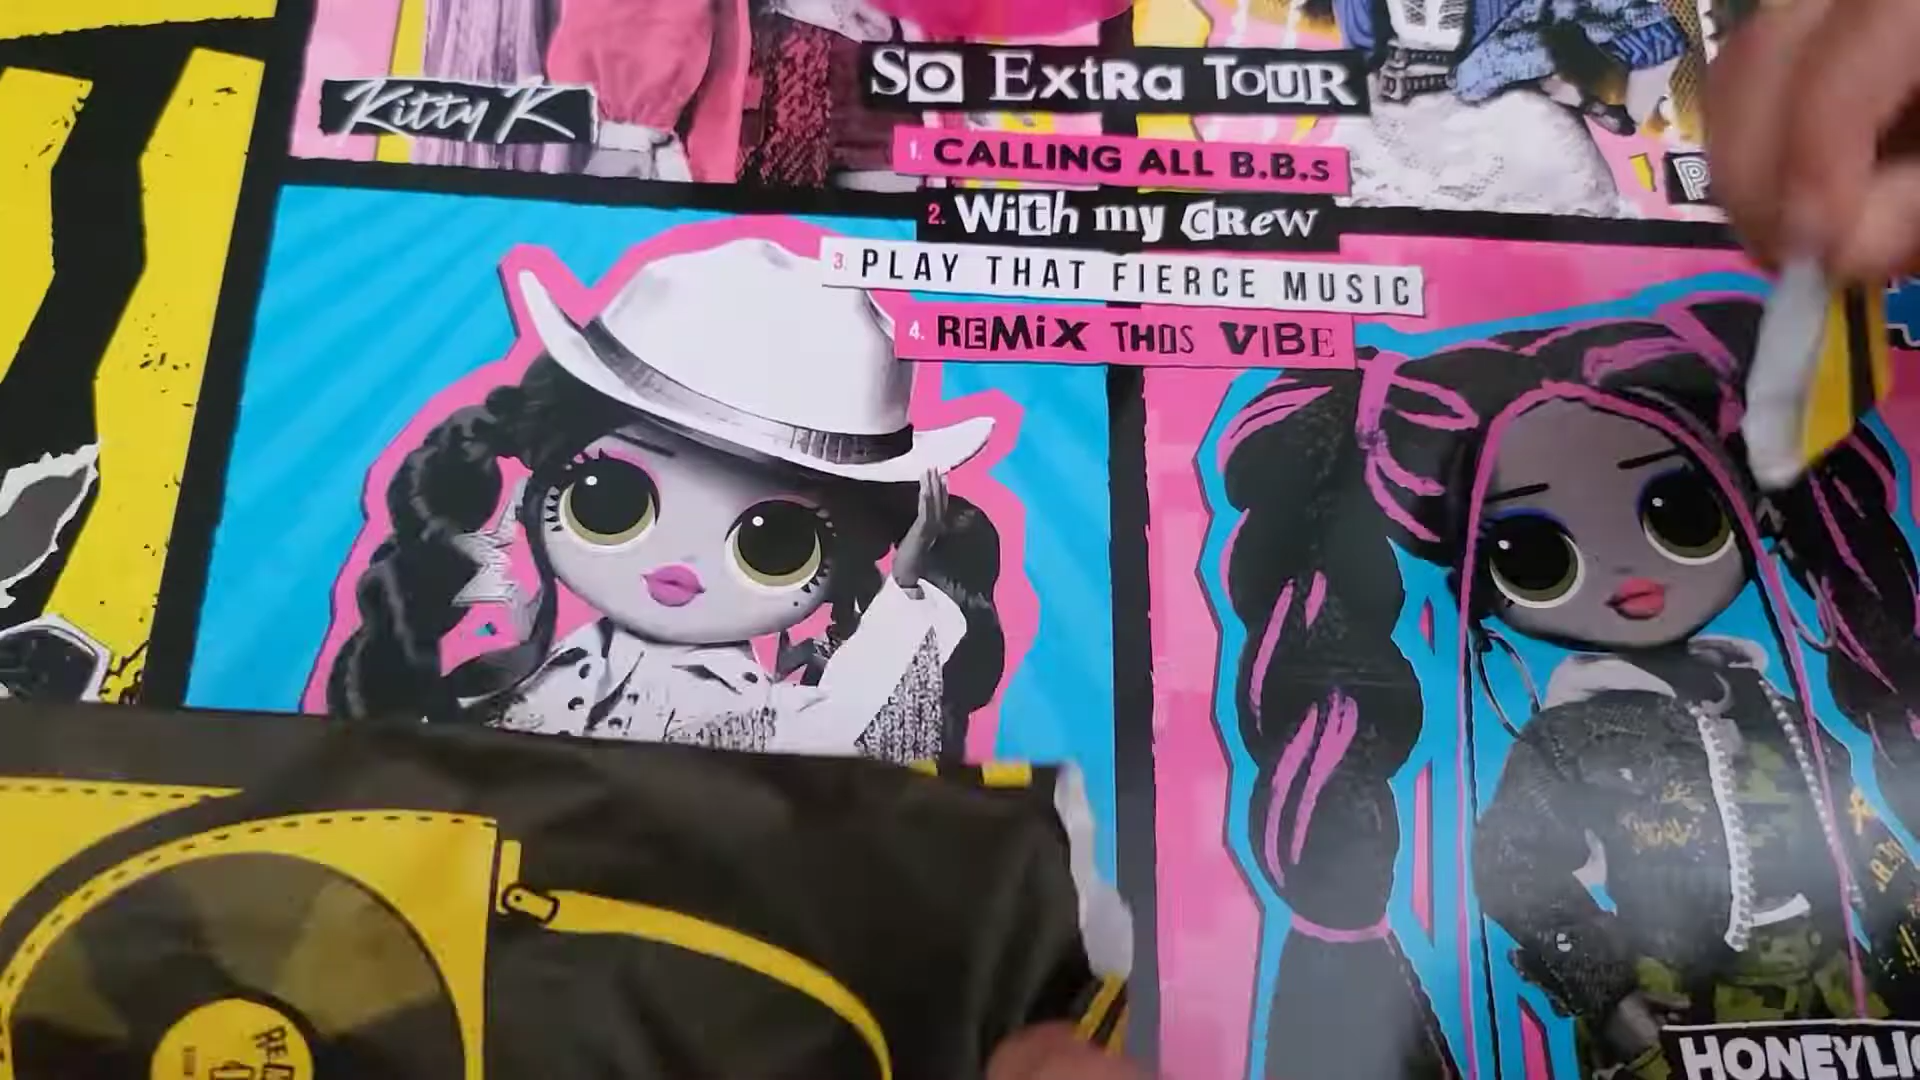 SO EXtRa ToUR
Kitty K
1. CALLING ALL B.B.s
2. With my CReW
3. PLAY THAT FIERCE MUSIC
4. REMiX THIS VIBE